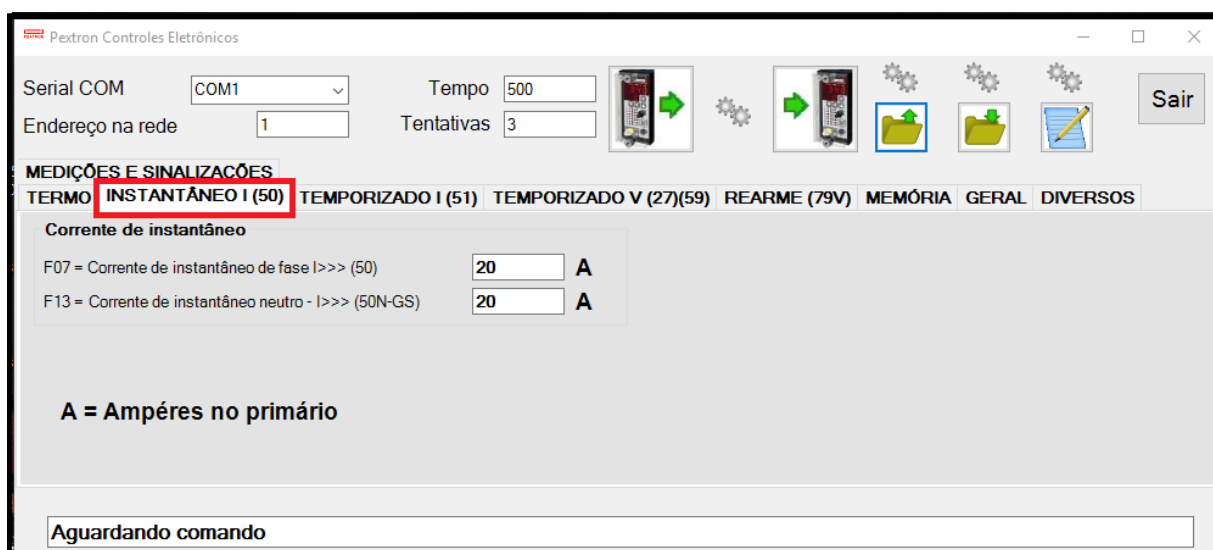 Pextron Controles Eletrônicos
Serial COM COM1 Tempo 500
Sair
Endereço na rede 1 Tentativas 3
MEDIÇÕES E SINALIZAÇÕES
TERMO INSTANTÂNEO I (50) TEMPORIZADO I (51) TEMPORIZADO V (27)(59) REARME (79V) MEMÓRIA GERAL DIVERSOS
Corrente de instantâneo
F07 = Corrente de instantâneo de fase I>>> (50) 20 A
F13 = Corrente de instantâneo neutro - I>>> (50N-GS) 20 A
A = Ampéres no primário
Aguardando comando